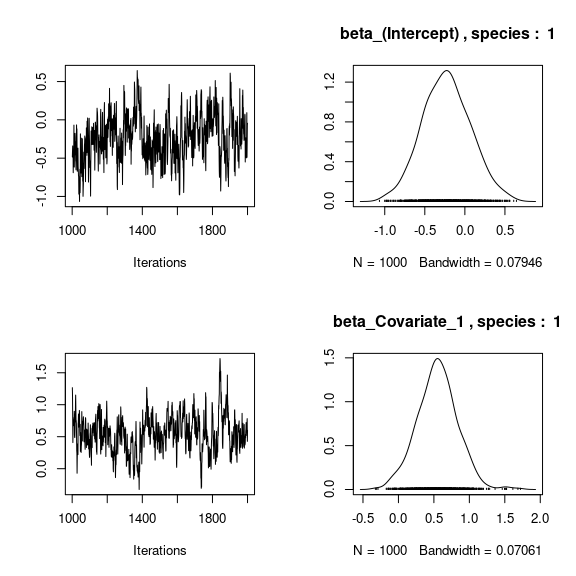 beta_(Intercept) , species : 1
0.5
0.0
-0.5
-1.0
1000 1400 1800
Iterations
1.2
0.8
0.4
0.0
-1.0 -0.5 0.0 0.5
N = 1000 Bandwidth = 0.07946
beta_Covariate_1 , species : 1
1.5
1.0
0.5
0.0
1000 1400 1800
Iterations
1.5
1.0
0.5
0.0
-0.5 0.0 0.5 1.0 1.5 2.0
N = 1000 Bandwidth = 0.07061